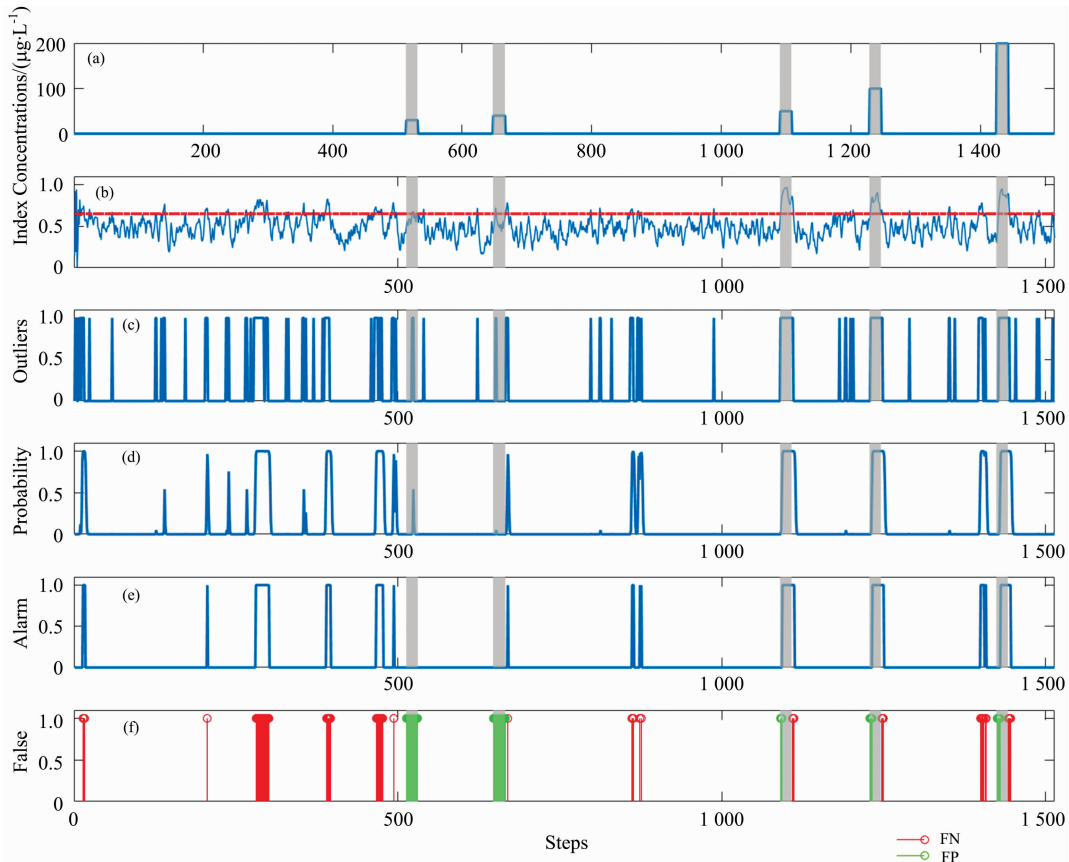 Index Concentrations/(μg·L⁻¹)
200
100
0
(a)
200
400
600
800
1 000
1 200
1 400
1.0
0.5
0
(b)
500
1 000
1 500
Outliers
1.0
0.5
0
(c)
500
1 000
1 500
Probability
1.0
0.5
0
(d)
500
1 000
1 500
Alarm
1.0
0.5
0
(e)
500
1 000
1 500
False
1.0
0.5
0
(f)
0
500
1 000
1 500
Steps
FN
FP